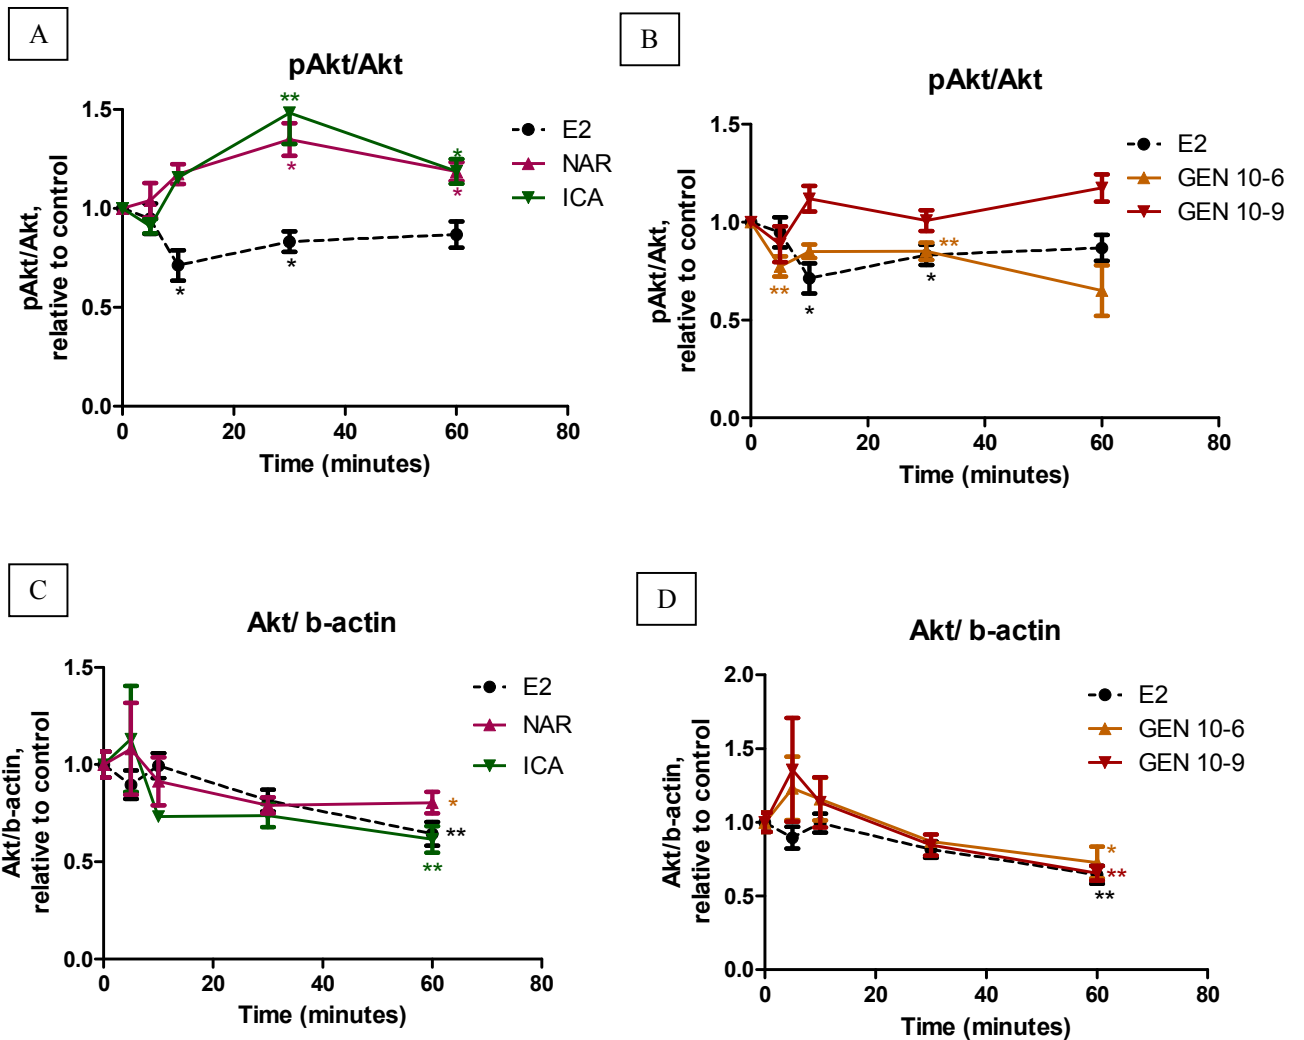 A
pAkt/Akt
pAkt/Akt,
relative to control
1.5
1.0
0.5
0.0
0 20 40 60 80
Time (minutes)
E2
NAR
ICA
**
*
*
*
*
*
B
pAkt/Akt
pAkt/Akt,
relative to control
1.5
1.0
0.5
0.0
0 20 40 60 80
Time (minutes)
E2
GEN 10-6
GEN 10-9
**
**
*
*
C
Akt/ b-actin
Akt/b-actin,
relative to control
1.5
1.0
0.5
0.0
0 20 40 60 80
Time (minutes)
E2
NAR
ICA
*
**
**
D
Akt/ b-actin
Akt/b-actin,
relative to control
2.0
1.5
1.0
0.5
0.0
0 20 40 60 80
Time (minutes)
E2
GEN 10-6
GEN 10-9
*
**
**